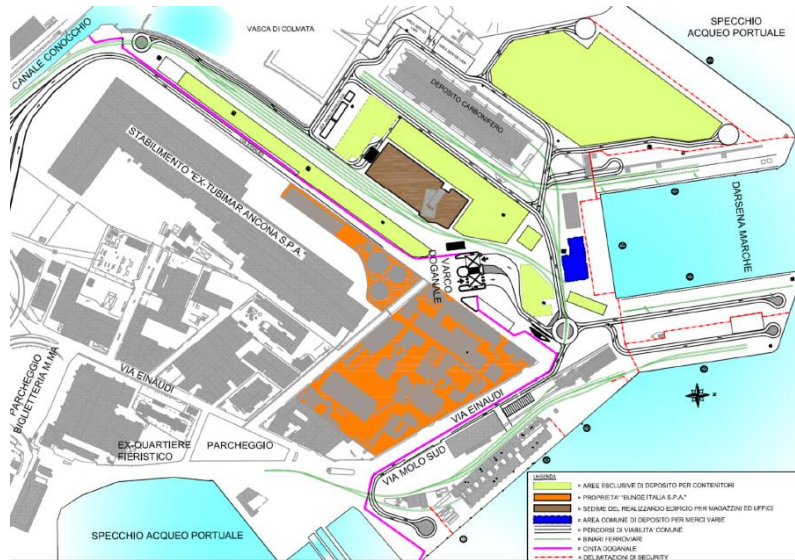 SPECCHIO
ACQUEO PORTUALE
VASCA DI COLMATA
CANALE CONOCCHIO
DEPOSITO CARBONIFERO
STABILIMENTO "EX-TUBIMAR ANCONA S.P.A."
DARSENA MARCHE
VARCO
DOGANALE
PARCHEGGIO
BIGLIETTERIA M.MA
VIA EINAUDI
EX-QUARTIERE
FIERISTICO
PARCHEGGIO
VIA EINAUDI
VIA MOLO SUD
SPECCHIO ACQUEO PORTUALE
LEGENDA
= AREE ESCLUSIVE DI DEPOSITO PER CONTENITORI
= PROPRIETA' "BUNGE ITALIA S.P.A."
= SEDIME DEL REALIZZANDO EDIFICIO PER MAGAZZINI ED UFFICI
= AREA COMUNE DI DEPOSITO PER MERCI VARIE
= PERCORSI DI VIABILITA' COMUNE
= BINARI FERROVIARI
= CINTA DOGANALE
= DELIMITAZIONI DI SECURITY